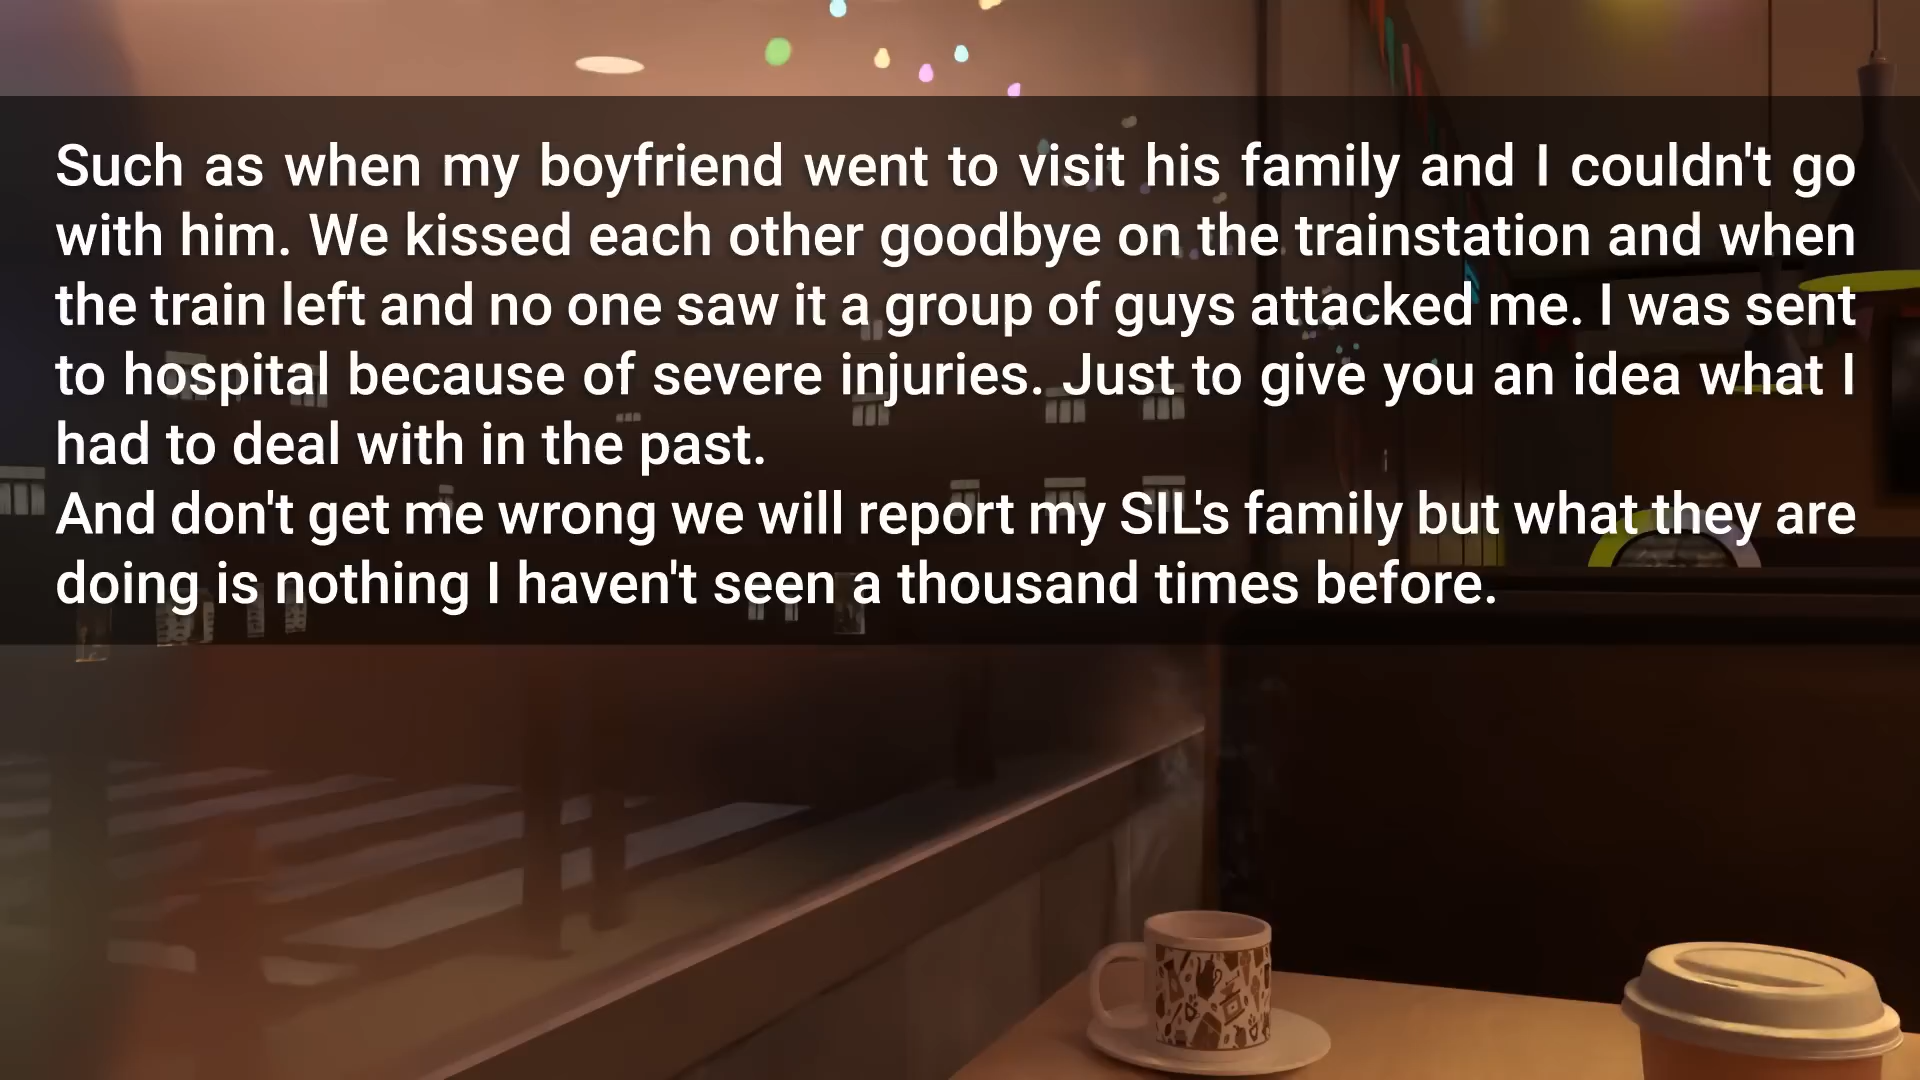 Such as when my boyfriend went to visit his family and I couldn't go
with him. We kissed each other goodbye on the trainstation and when
the train left and no one saw it a group of guys attacked me. I was sent
to hospital because of severe injuries. Just to give you an idea what I
had to deal with in the past.
And don't get me wrong we will report my SIL's family but what they are
doing is nothing I haven't seen a thousand times before.